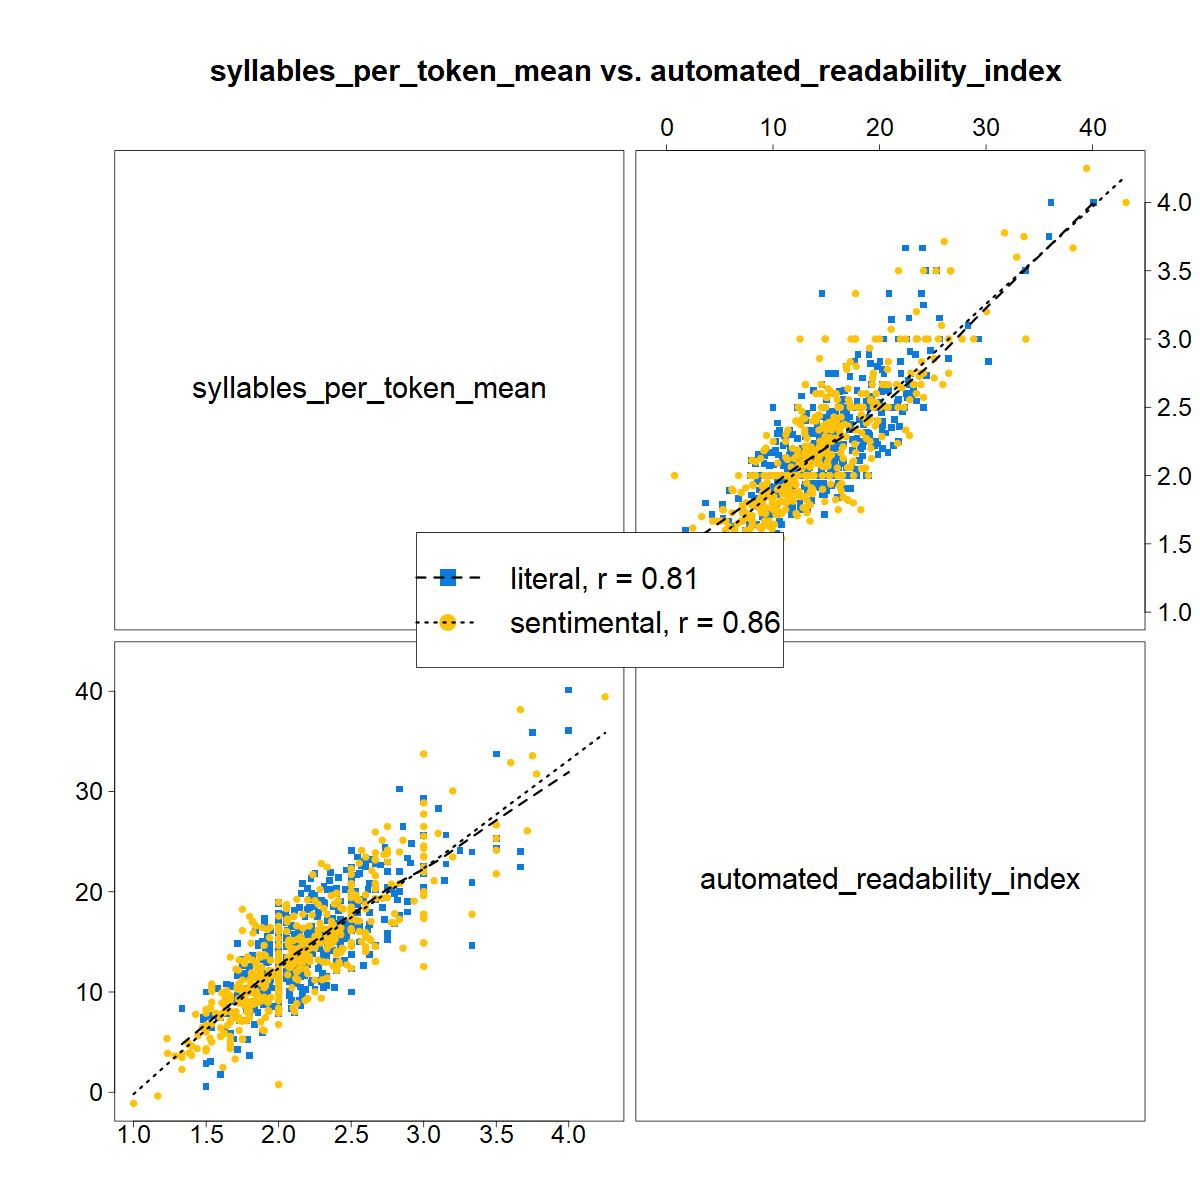 syllables_per_token_mean vs. automated_readability_index
0 10 20 30 40
syllables_per_token_mean
4.0
3.5
3.0
2.5
2.0
1.5
1.0
literal, r = 0.81
sentimental, r = 0.86
40
30
20
10
0
automated_readability_index
1.0 1.5 2.0 2.5 3.0 3.5 4.0